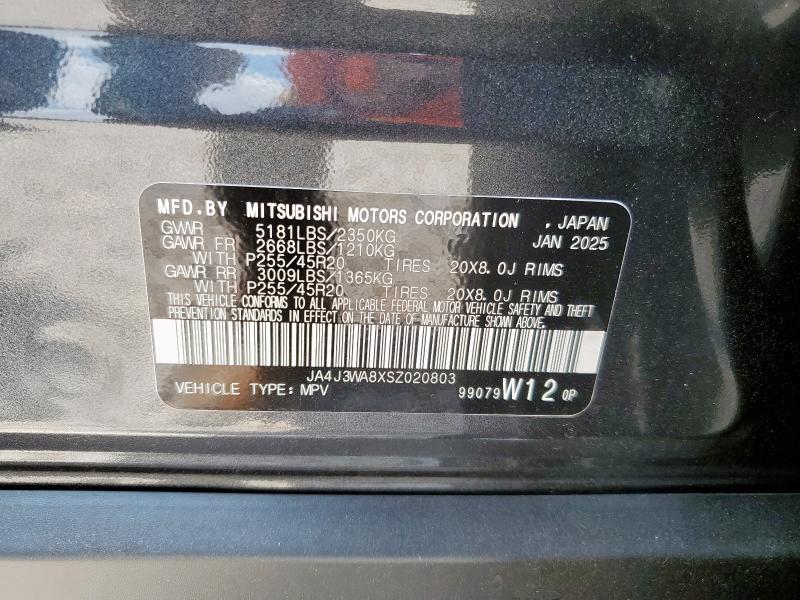 MFD.BY MITSUBISHI MOTORS CORPORATION , JAPAN
GVWR 5181LBS/2350KG JAN 2025
GAWR FR 2668LBS/1210KG
WITH P255/45R20 TIRES 20X8.0J RIMS
GAWR RR 3009LBS/1365KG
WITH P255/45R20 TIRES 20X8.0J RIMS
THIS VEHICLE CONFORMS TO ALL APPLICABLE FEDERAL MOTOR VEHICLE SAFETY AND THEFT
PREVENTION STANDARDS IN EFFECT ON THE DATE OF MANUFACTURE SHOWN ABOVE.
JA4J3WA8XSZ020803
VEHICLE TYPE: MPV 99079W12 0P